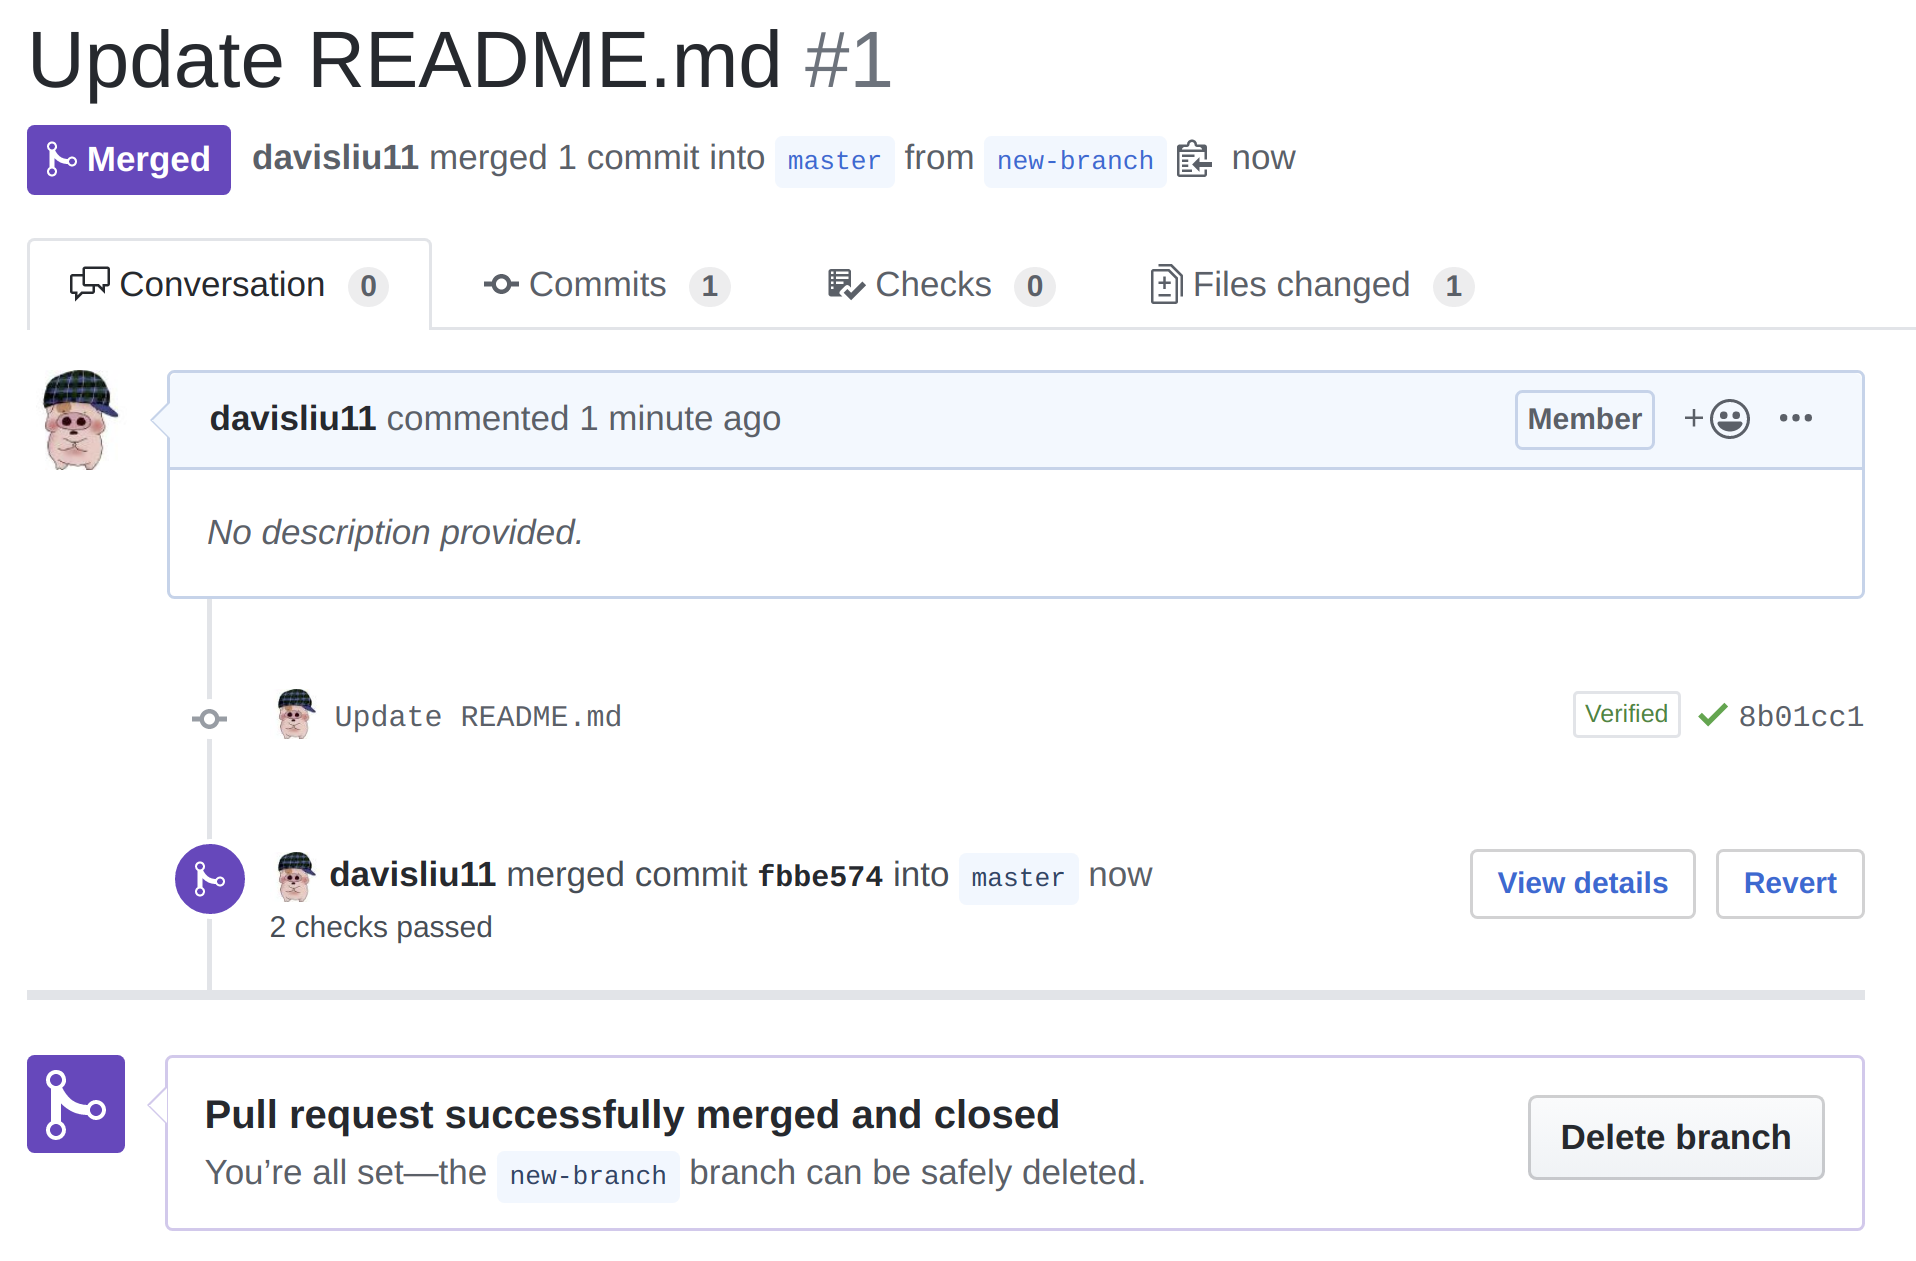 Update README.md #1
Merged davisliu11 merged 1 commit into master from new-branch now
Conversation 0 Commits 1 Checks 0 Files changed 1
davisliu11 commented 1 minute ago Member +
No description provided.
Update README.md Verified 8b01cc1
davisliu11 merged commit fbbe574 into master now View details Revert
2 checks passed
Pull request successfully merged and closed
You’re all set—the new-branch branch can be safely deleted.
Delete branch